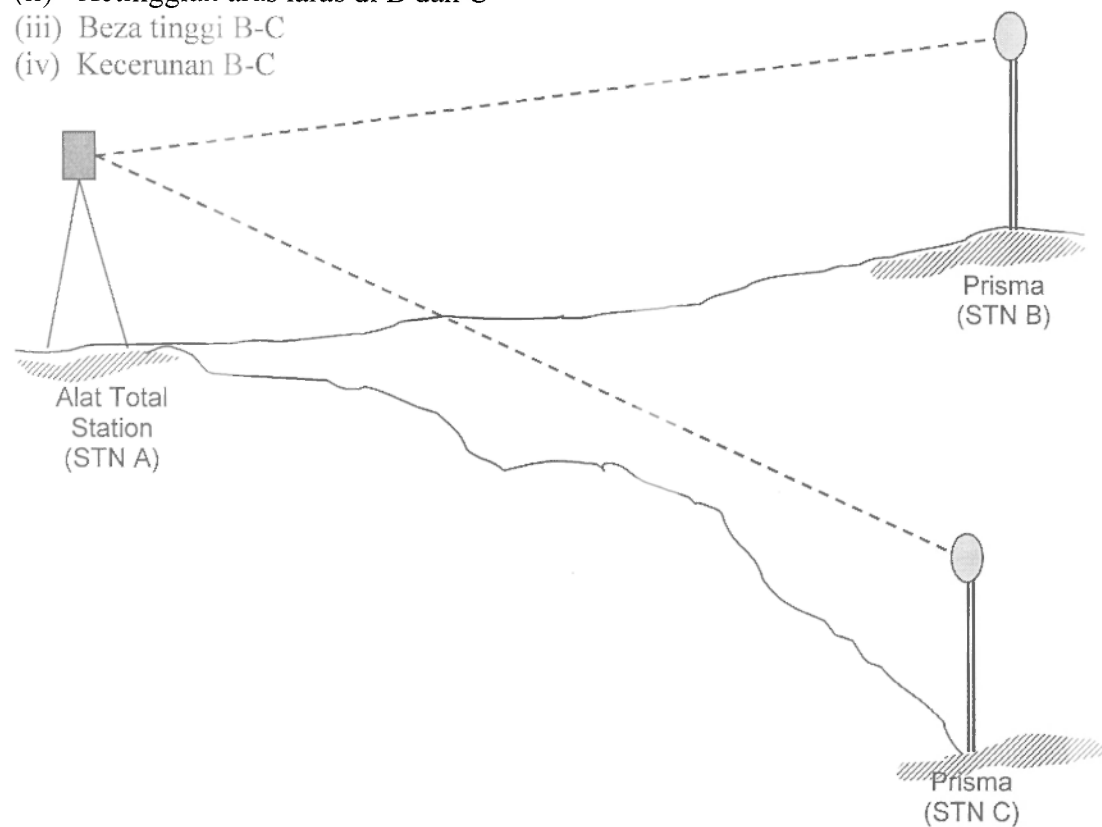 (iii) Beza tinggi B-C
(iv) Kecerunan B-C
Prisma
(STN B)
Alat Total
Station
(STN A)
Prisma
(STN C)